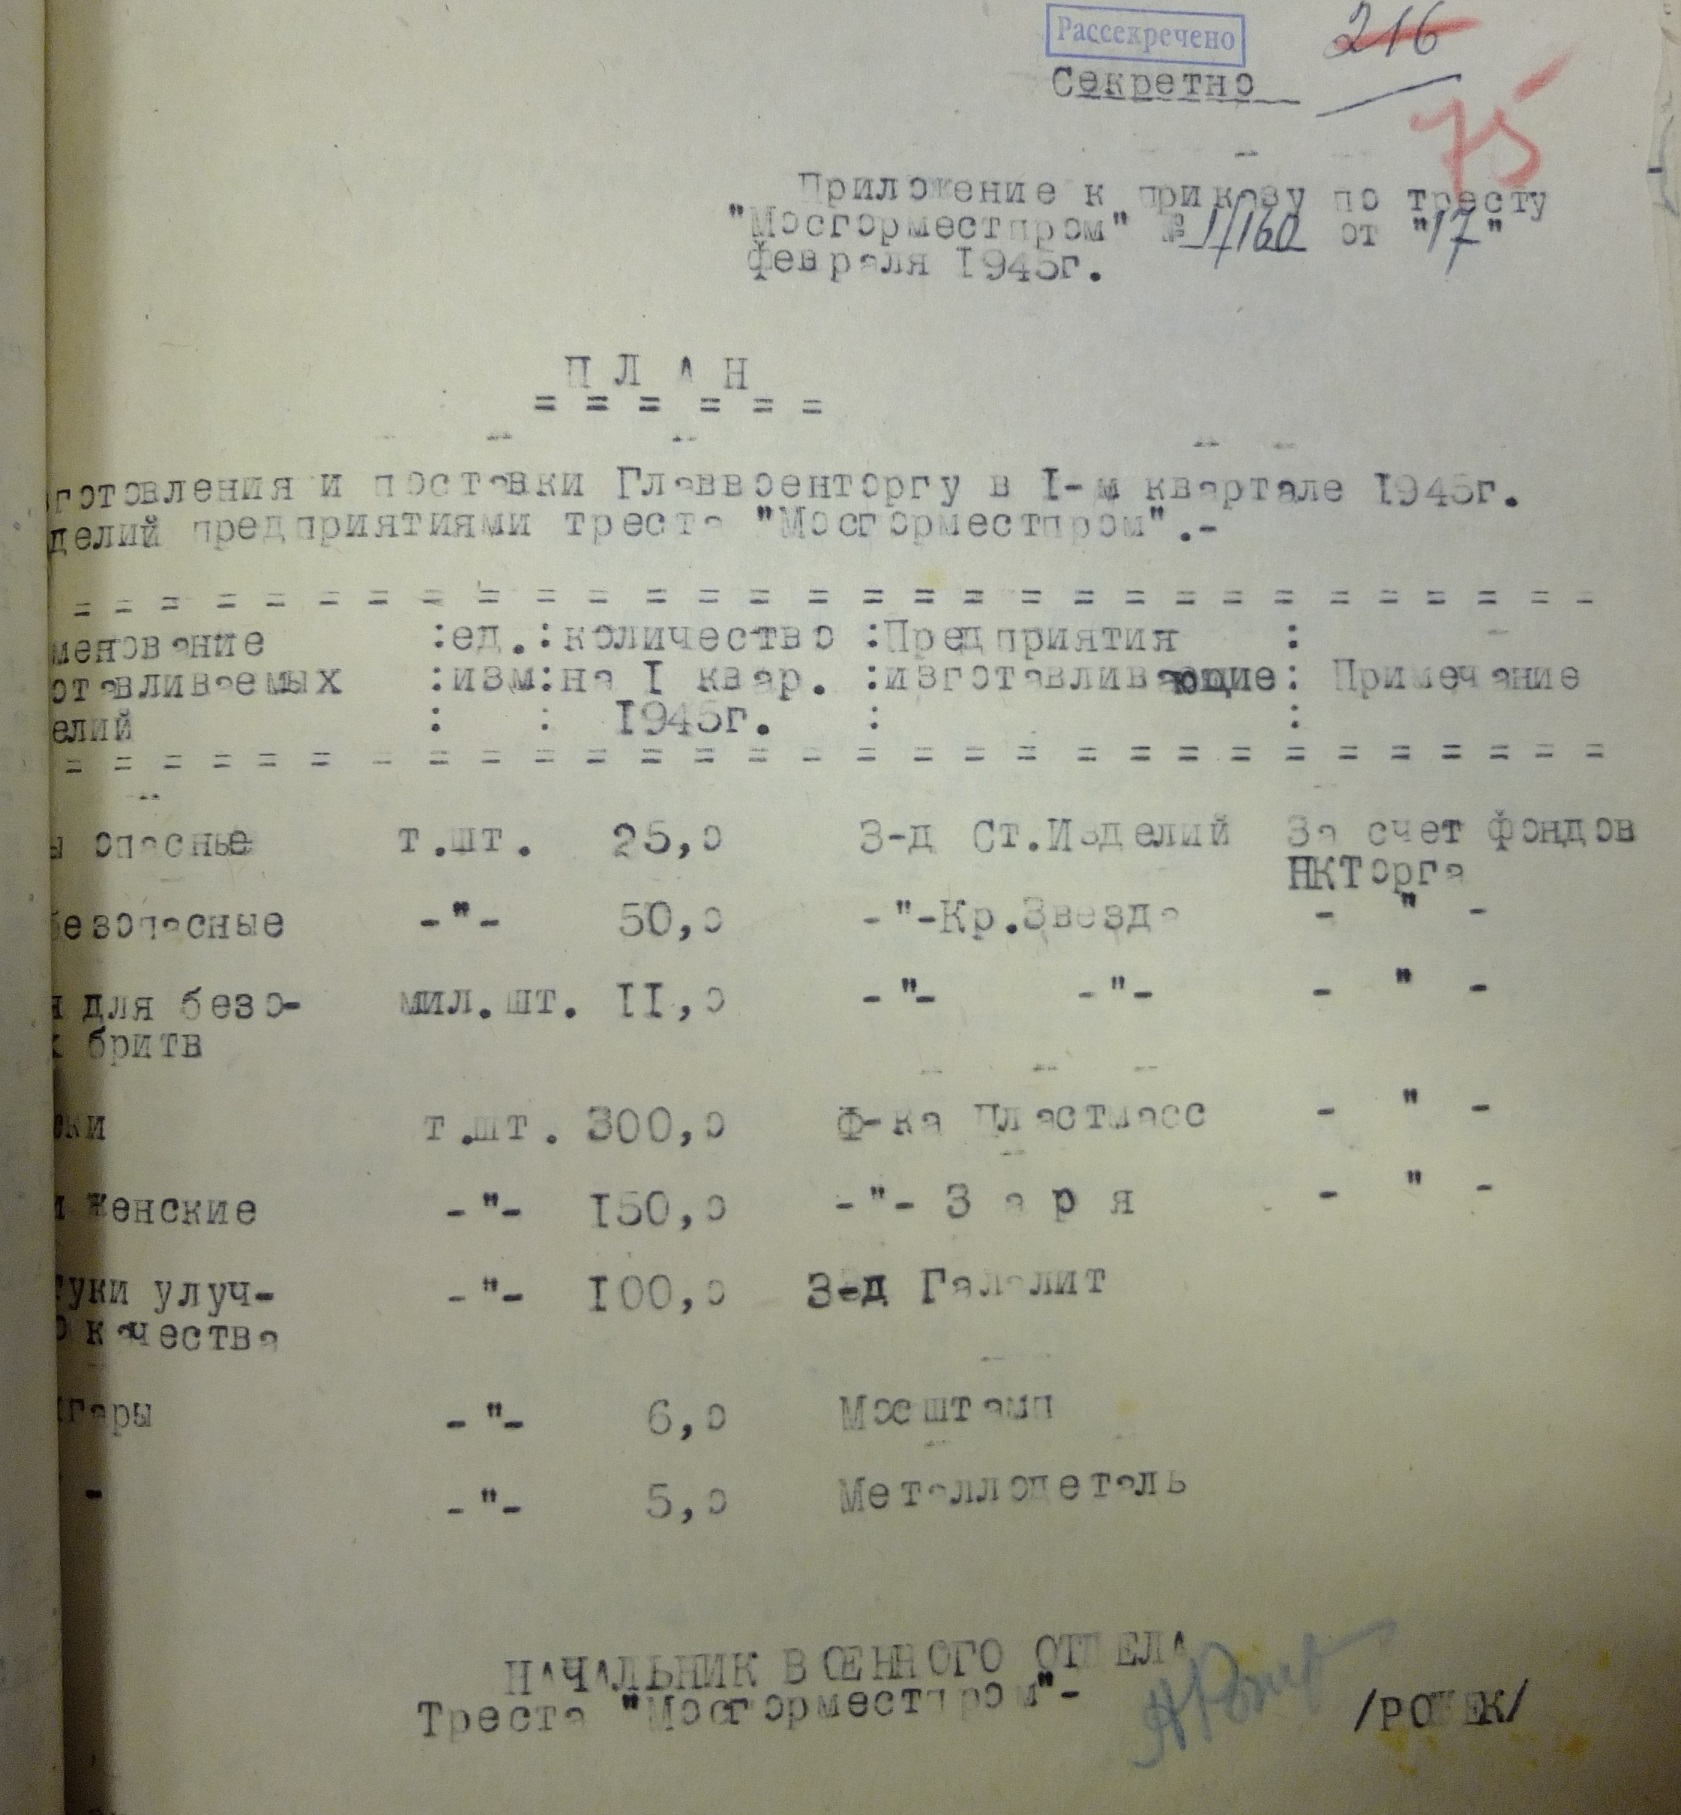 Рассекречено
216
Секретно
75
Приложение к приказу по тресту
"Мосгорместпром" № 1/160 от "17"
февраля 1945г.
П Л А Н
= = = = = =
готовления и поставки Главвоенторгу в I-м квартале 1945г.
делий предприятиями треста "Мосгорместпром".-
= = = = = = = = = = = = = = = = = = = = = = = = = = = = =
менование :ед.:количество :Предприятия :
отавливаемых :изм:на I квар. :изготавливающие: Примечание
елий : : 1945г. : :
= = = = = = = = = = = = = = = = = = = = = = = = = = = = =
ы опасные т.шт. 25,0 З-д Ст.Изделий За счет фондов
НКТорга
безопасные -"- 50,0 -"-Кр.Звезда - " -
я для безо- мил.шт. II,0 -"- -"- - " -
х бритв
ски т.шт. 300,0 Ф-ка Пластмасс - " -
и женские -"- 150,0 -"- З а р я - " -
туки улуч- -"- 100,0 З-д Галалит
о качества
гары -"- 6,0 Мосштамп
- -"- 5,0 Металлодеталь
НАЧАЛЬНИК ВОЕННОГО ОТДЕЛА
Треста "Мосгорместпром"-